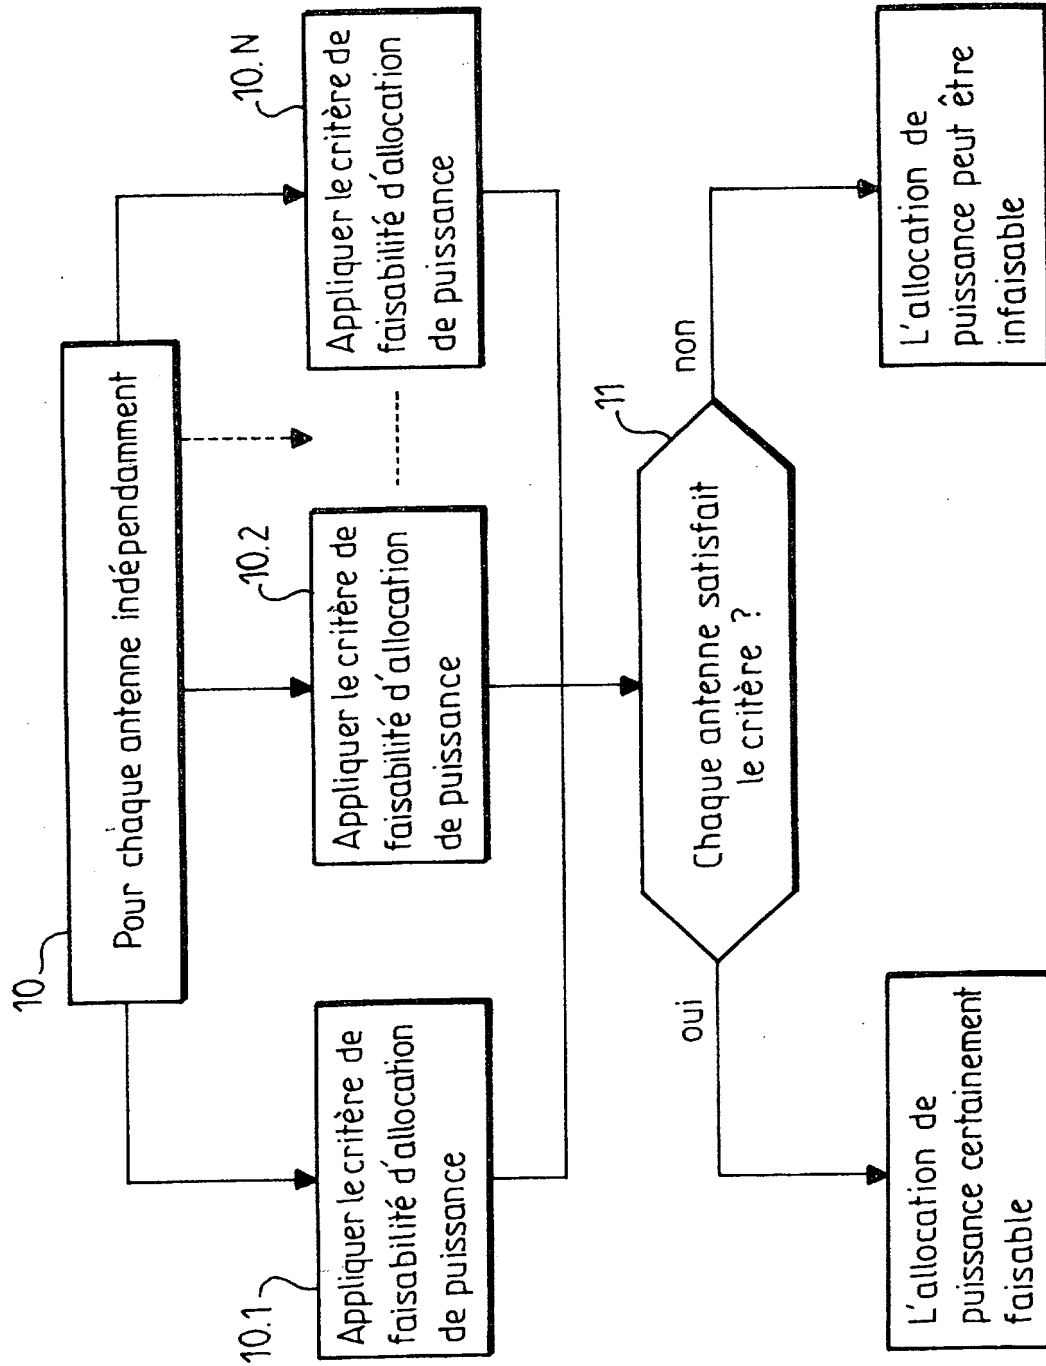 10
Pour chaque antenne indépendamment
10.1
Appliquer le critère de
faisabilité d'allocation
de puissance
10.2
Appliquer le critère de
faisabilité d'allocation
de puissance
10.N
Appliquer le critère de
faisabilité d'allocation
de puissance
11
Chaque antenne satisfait
le critère ?
oui
non
L'allocation de
puissance certainement
faisable
L'allocation de
puissance peut être
infaisable